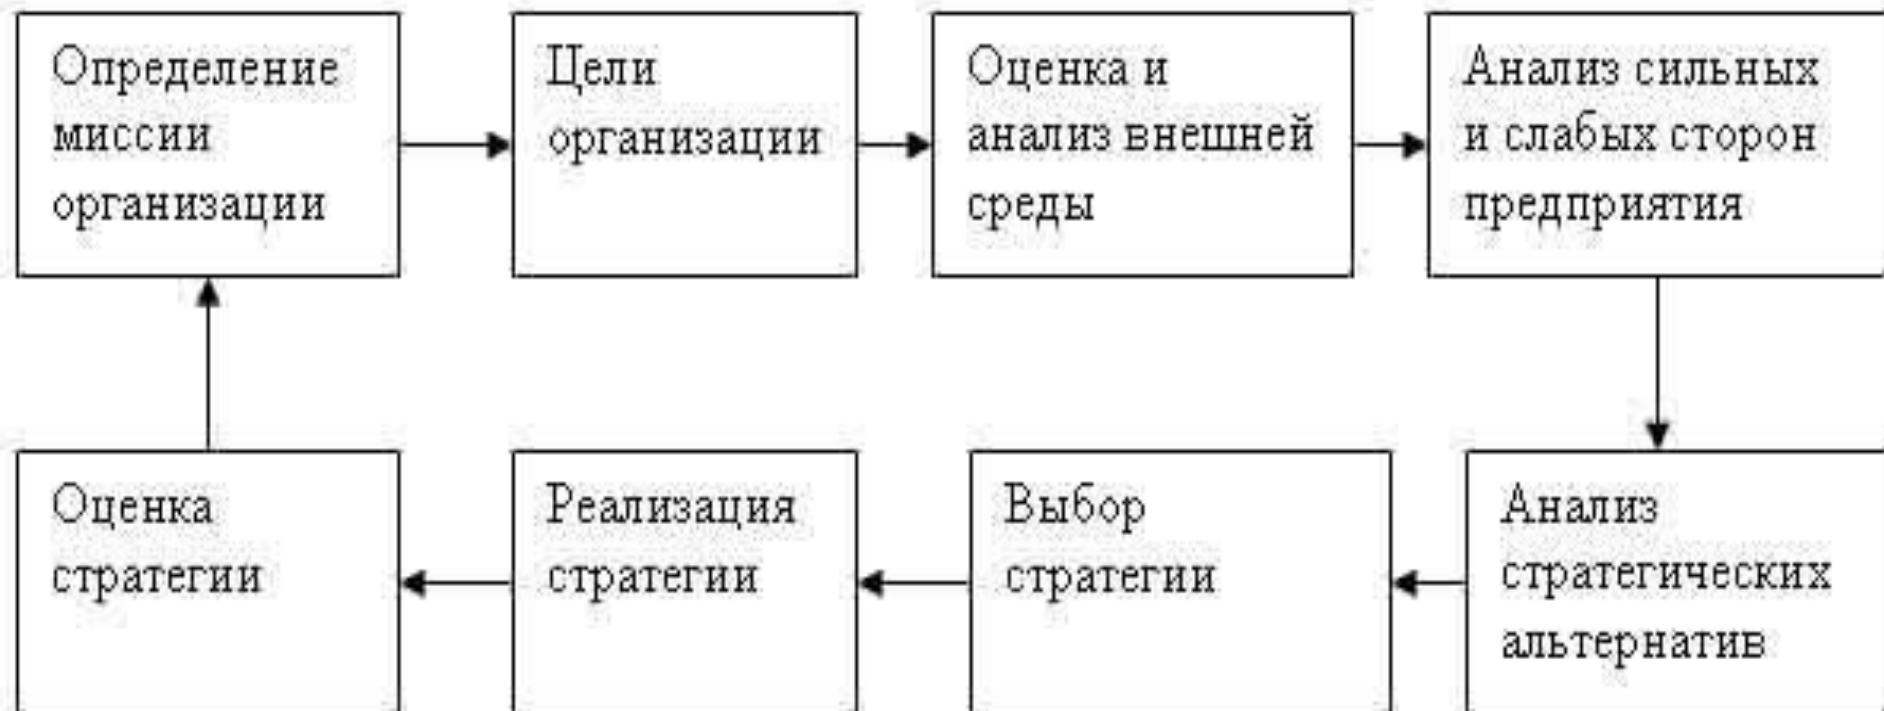 Определение
миссии
организации
Цели
организации
Оценка и
анализ внешней
среды
Анализ сильных
и слабых сторон
предприятия
Анализ
стратегических
альтернатив
Выбор
стратегии
Реализация
стратегии
Оценка
стратегии